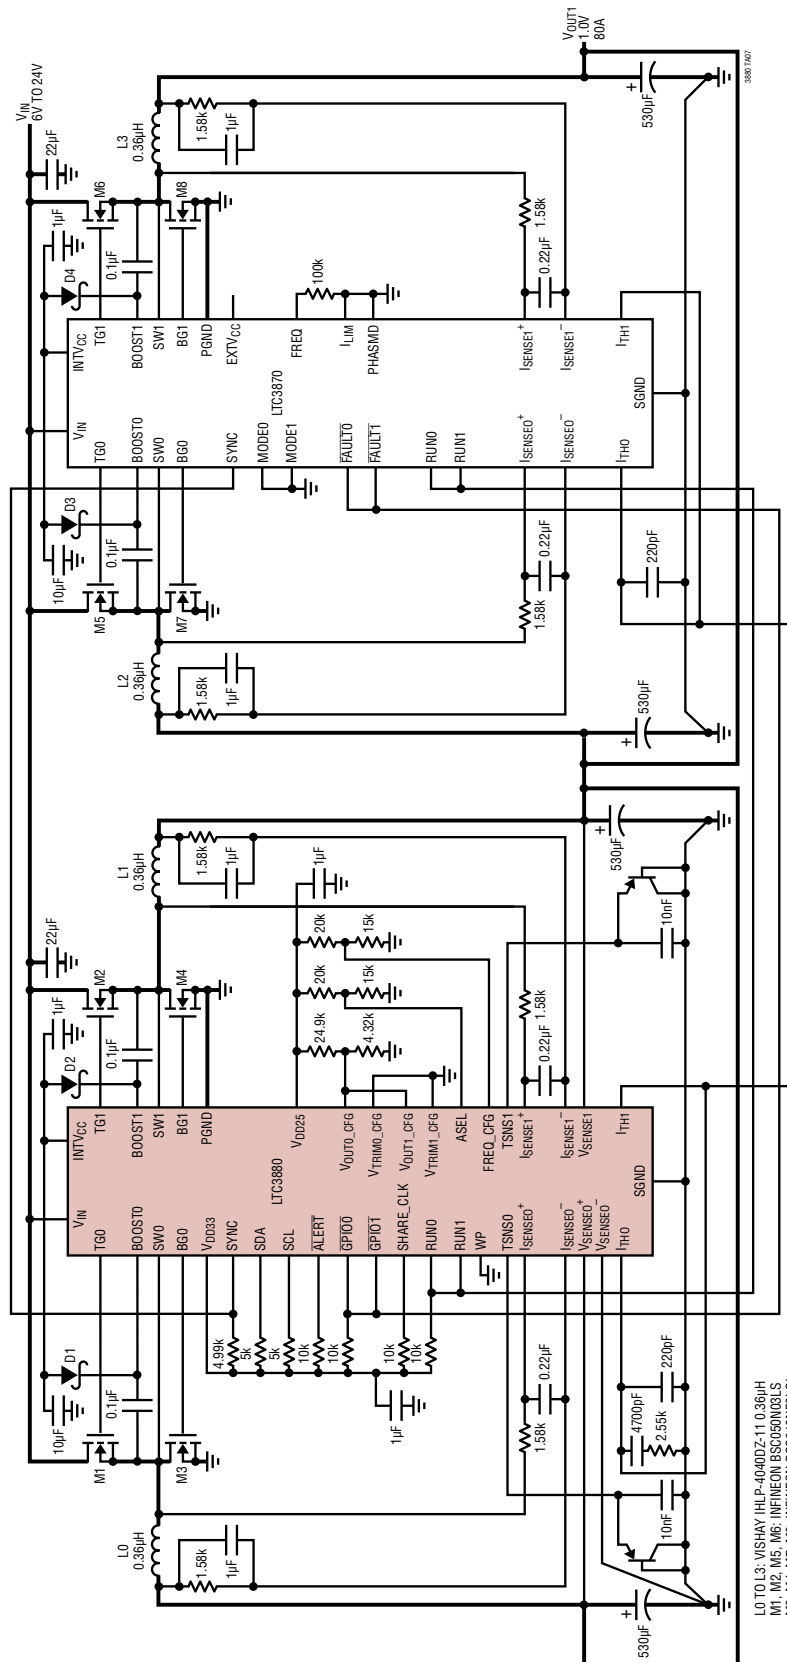 VIN
6V TO 24V
22µF
1µF
M6
D4
0.1µF
M8
L3
0.36µH
1.58k
1µF
VOUT1
1.0V
80A
530µF
3880 TA07
1.58k
0.22µF
100k
INTVCC
TG1
BOOST1
SW1
BG1
PGND
EXTVCC
FREQ
ILIM
PHASMD
ISENSE1+
ISENSE1–
ITH1
LTC3870
SGND
VIN
TG0
BOOST0
SW0
BG0
SYNC
MODE0
MODE1
FAULT0
FAULT1
RUN0
RUN1
ISENSE0+
ISENSE0–
ITH0
D3
10µF
0.1µF
M5
M7
L2
0.36µH
1.58k
1µF
0.22µF
1.58k
220pF
530µF
530µF
L1
0.36µH
1.58k
1µF
22µF
1µF
M2
M4
D2
0.1µF
1µF
20k
15k
20k
15k
24.9k
4.32k
1.58k
0.22µF
10nF
INTVCC
TG1
BOOST1
SW1
BG1
PGND
VDD25
VOUT0_CFG
VTRIM0_CFG
VOUT1_CFG
VTRIM1_CFG
ASEL
FREQ_CFG
TSNS1
ISENSE1+
ISENSE1–
VSENSE1
ITH1
LTC3880
SGND
VIN
TG0
BOOST0
SW0
BG0
VDD33
SYNC
SDA
SCL
ALERT
GPIO0
GPIO1
SHARE_CLK
RUN0
RUN1
WP
TSNS0
ISENSE0+
ISENSE0–
VSENSE0+
VSENSE0–
ITH0
D1
10µF
0.1µF
M1
M3
4.99k
5k
5k
10k
10k
10k
10k
1µF
L0
0.36µH
1.58k
1µF
0.22µF
1.58k
220pF
4700pF
2.55k
10nF
530µF
L0 TO L3: VISHAY IHLP-4040DZ-11 0.36µH
M1, M2, M5, M6: INFINEON BSC050N03LS